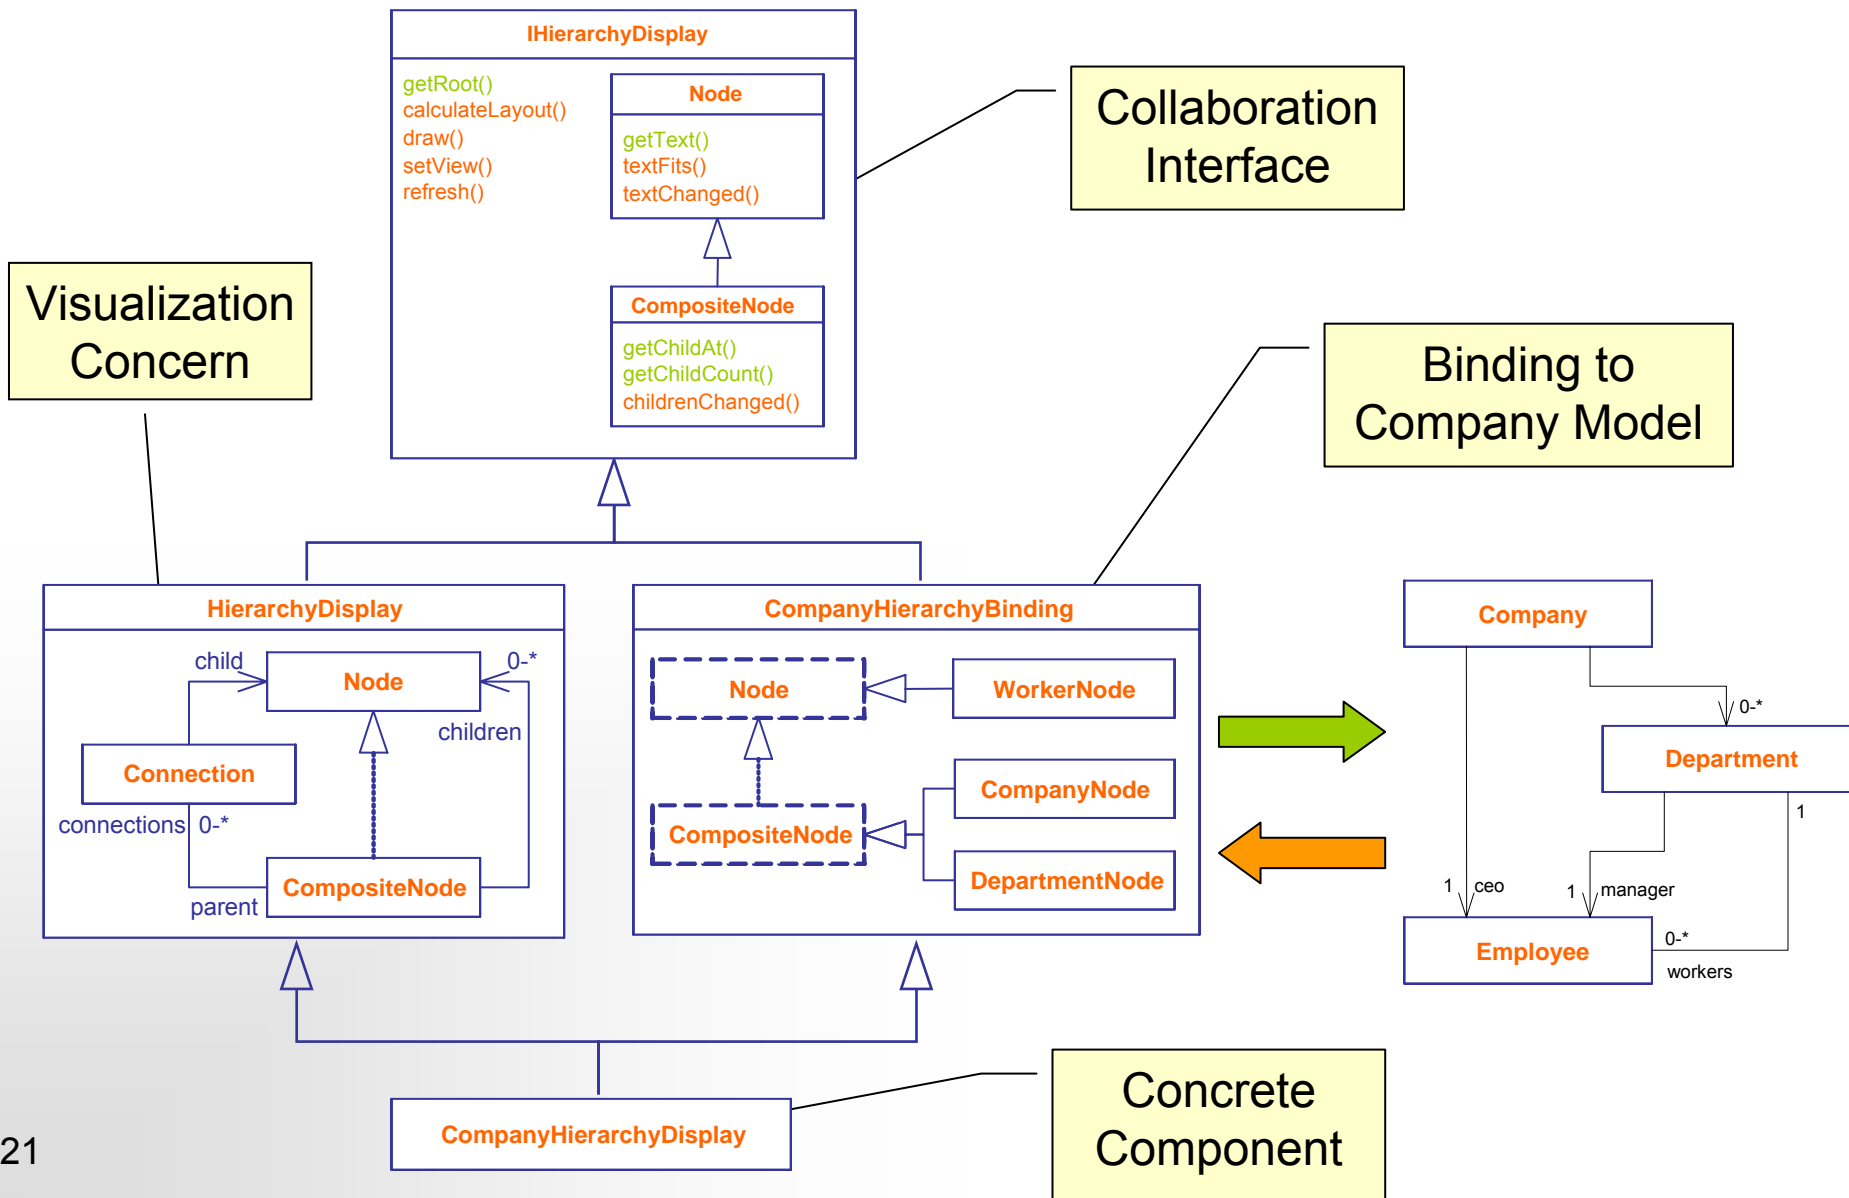 IHierarchyDisplay
getRoot()
calculateLayout()
draw()
setView()
refresh()
Node
getText()
textFits()
textChanged()
CompositeNode
getChildAt()
getChildCount()
childrenChanged()
Collaboration
Interface
Visualization
Concern
Binding to
Company Model
HierarchyDisplay
child
0-*
Node
children
Connection
connections 0-*
CompositeNode
parent
CompanyHierarchyBinding
Node
WorkerNode
CompanyNode
CompositeNode
DepartmentNode
Company
0-*
Department
1
1 ceo
1 manager
Employee
0-*
workers
CompanyHierarchyDisplay
Concrete
Component
21